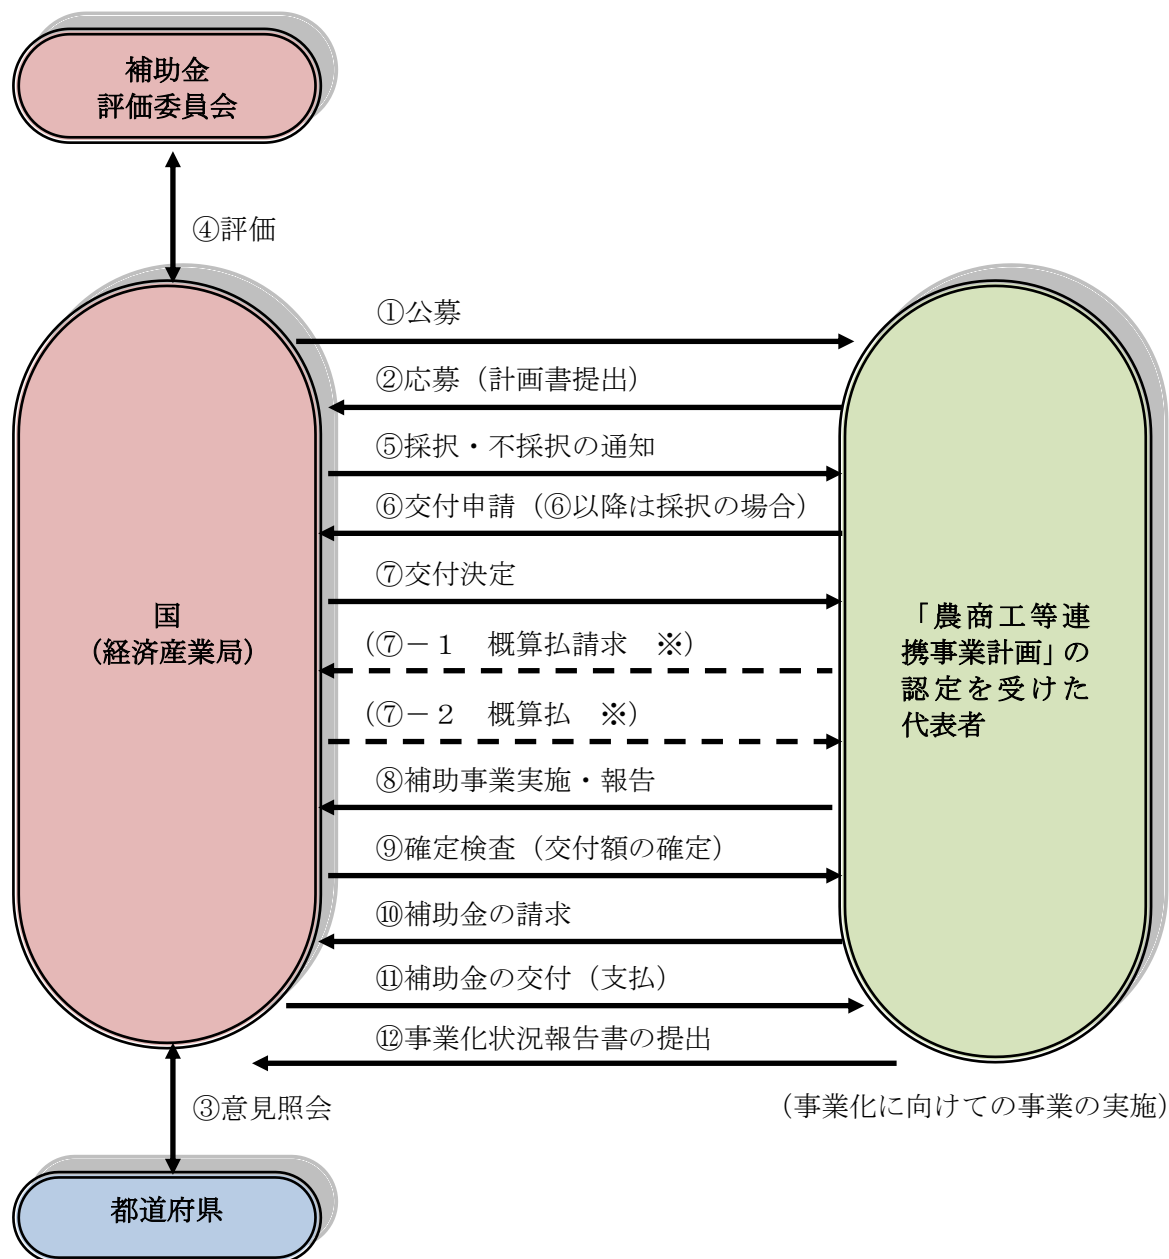 補助金
評価委員会
④評価
①公募
②応募（計画書提出）
⑤採択・不採択の通知
⑥交付申請（⑥以降は採択の場合）
⑦交付決定
（⑦－１　概算払請求　※）
（⑦－２　概算払　※）
⑧補助事業実施・報告
⑨確定検査（交付額の確定）
⑩補助金の請求
⑪補助金の交付（支払）
⑫事業化状況報告書の提出
国
（経済産業局）
「農商工等連
携事業計画」の
認定を受けた
代表者
③意見照会
（事業化に向けての事業の実施）
都道府県